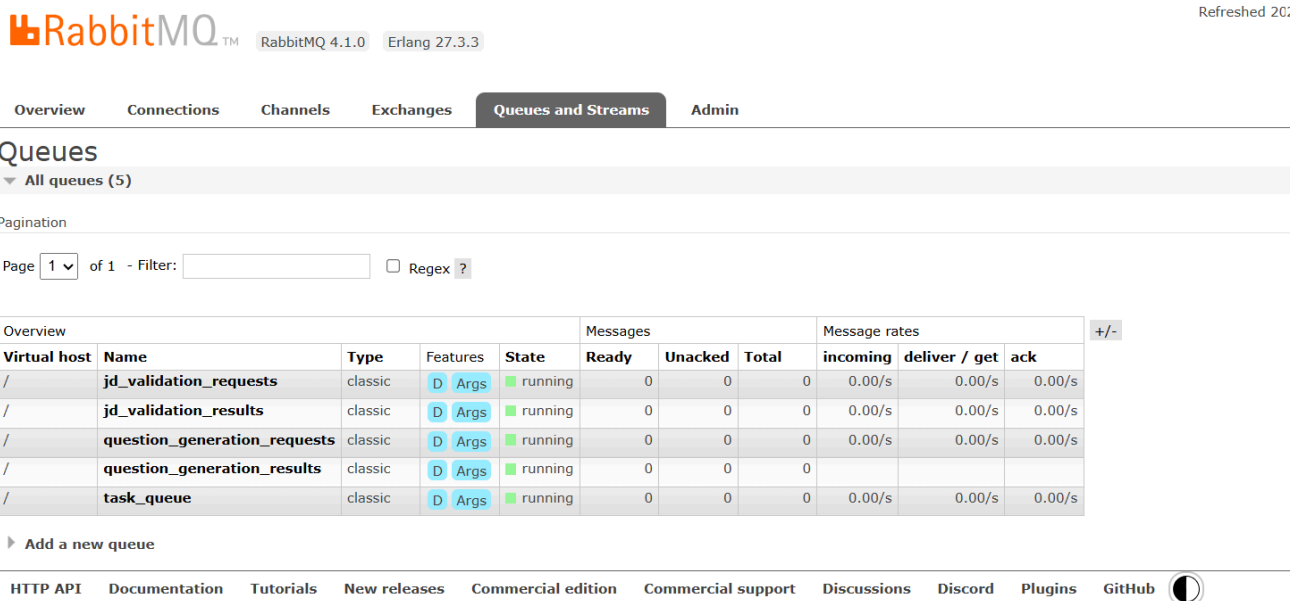 Refreshed 202
RabbitMQ TM RabbitMQ 4.1.0 Erlang 27.3.3
Overview Connections Channels Exchanges Queues and Streams Admin
Queues
All queues (5)
Pagination
Page 1 of 1 - Filter: Regex ?
Overview Messages Message rates +/-
Virtual host Name Type Features State Ready Unacked Total incoming deliver / get ack
/ jd_validation_requests classic D Args running 0 0 0 0.00/s 0.00/s 0.00/s
/ jd_validation_results classic D Args running 0 0 0 0.00/s 0.00/s 0.00/s
/ question_generation_requests classic D Args running 0 0 0 0.00/s 0.00/s 0.00/s
/ question_generation_results classic D Args running 0 0 0
/ task_queue classic D Args running 0 0 0 0.00/s 0.00/s 0.00/s
Add a new queue
HTTP API Documentation Tutorials New releases Commercial edition Commercial support Discussions Discord Plugins GitHub